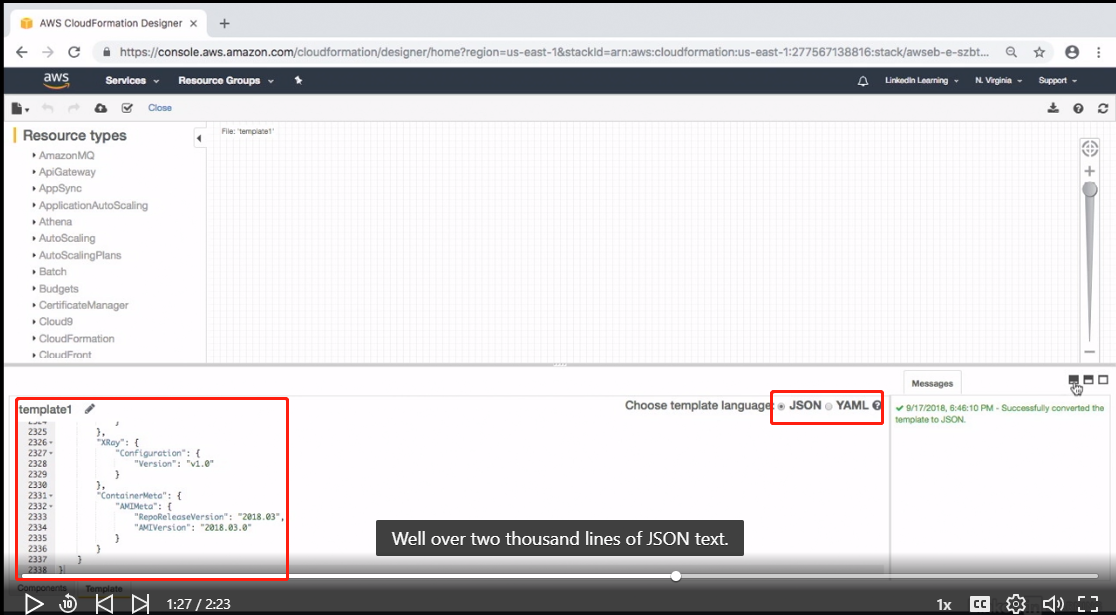 AWS CloudFormation Designer
https://console.aws.amazon.com/cloudformation/designer/home?region=us-east-1&stackId=arn:aws:cloudformation:us-east-1:277567138816:stack/awseb-e-szbt...
aws Services Resource Groups LinkedIn Learning N. Virginia Support
Close
Resource types
File: 'template1'
AmazonMQ
ApiGateway
AppSync
ApplicationAutoScaling
Athena
AutoScaling
AutoScalingPlans
Batch
Budgets
CertificateManager
Cloud9
CloudFormation
CloudFront
Messages
template1
Choose template language: JSON YAML
9/17/2018, 6:46:10 PM - Successfully converted the
template to JSON.
2324 }
2325 },
2326 "XRay": {
2327 "Configuration": {
2328 "Version": "v1.0"
2329 }
2330 },
2331 "ContainerMeta": {
2332 "AMIMeta": {
2333 "RepoReleaseVersion": "2018.03",
2334 "AMIVersion": "2018.03.0"
2335 }
2336 }
2337 }
2338 }
Well over two thousand lines of JSON text.
Components Template
10 1:27 / 2:23 1x CC